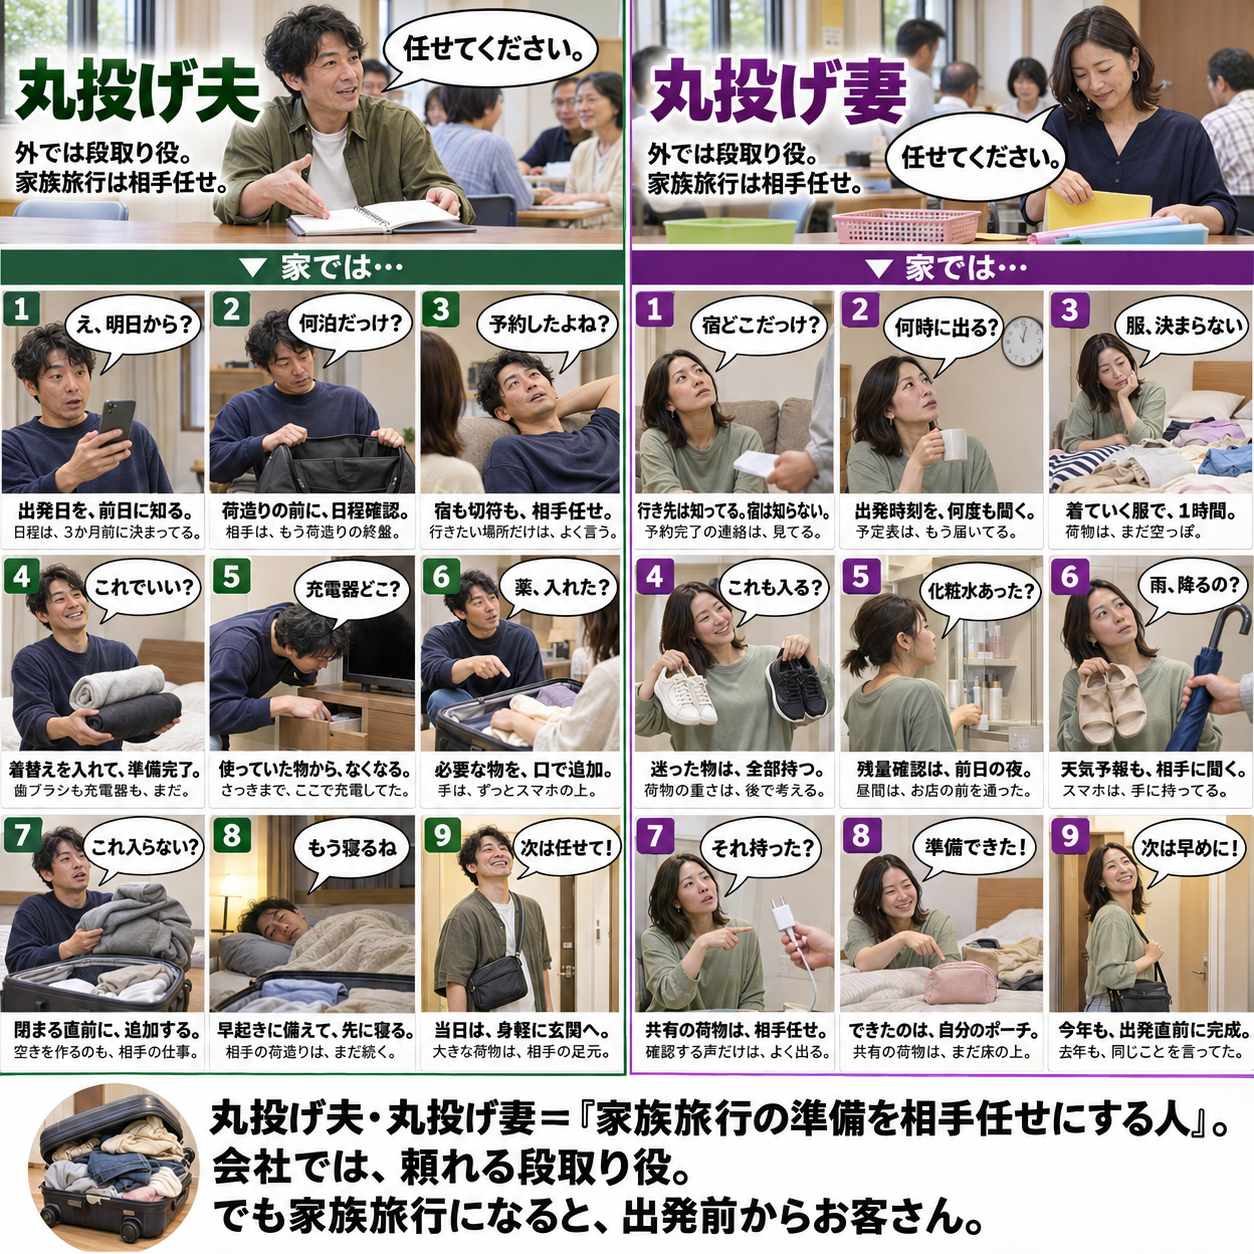 丸投げ夫
外では段取り役。
家族旅行は相手任せ。
任せてください。
▼ 家では…
1
え、明日から?
出発日を、前日に知る。
日程は、3か月前に決まってる。
2
何泊だっけ?
荷造りの前に、日程確認。
相手は、もう荷造りの終盤。
3
予約したよね?
宿も切符も、相手任せ。
行きたい場所だけは、よく言う。
4
これでいい?
着替えを入れて、準備完了。
歯ブラシも充電器も、まだ。
5
充電器どこ?
使っていた物から、なくなる。
さっきまで、ここで充電してた。
6
薬、入れた?
必要な物を、口で追加。
手は、ずっとスマホの上。
7
これ入らない?
閉まる直前に、追加する。
空きを作るのも、相手の仕事。
8
もう寝るね
早起きに備えて、先に寝る。
相手の荷造りは、まだ続く。
9
次は任せて!
当日は、身軽に玄関へ。
大きな荷物は、相手の足元。
丸投げ妻
外では段取り役。
家族旅行は相手任せ。
任せてください。
▼ 家では…
1
宿どこだっけ?
行き先は知ってる。宿は知らない。
予約完了の連絡は、見てる。
2
何時に出る?
出発時刻を、何度も聞く。
予定表は、もう届いてる。
3
服、決まらない
着ていく服で、1時間。
荷物は、まだ空っぽ。
4
これも入る?
迷った物は、全部持つ。
荷物の重さは、後で考える。
5
化粧水あった?
残量確認は、前日の夜。
昼間は、お店の前を通った。
6
雨、降るの?
天気予報も、相手に聞く。
スマホは、手に持ってる。
7
それ持った?
共有の荷物は、相手任せ。
確認する声だけは、よく出る。
8
準備できた!
できたのは、自分のポーチ。
共有の荷物は、まだ床の上。
9
次は早めに!
今年も、出発直前に完成。
去年も、同じことを言ってた。
丸投げ夫・丸投げ妻＝『家族旅行の準備を相手任せにする人』。
会社では、頼れる段取り役。
でも家族旅行になると、出発前からお客さん。